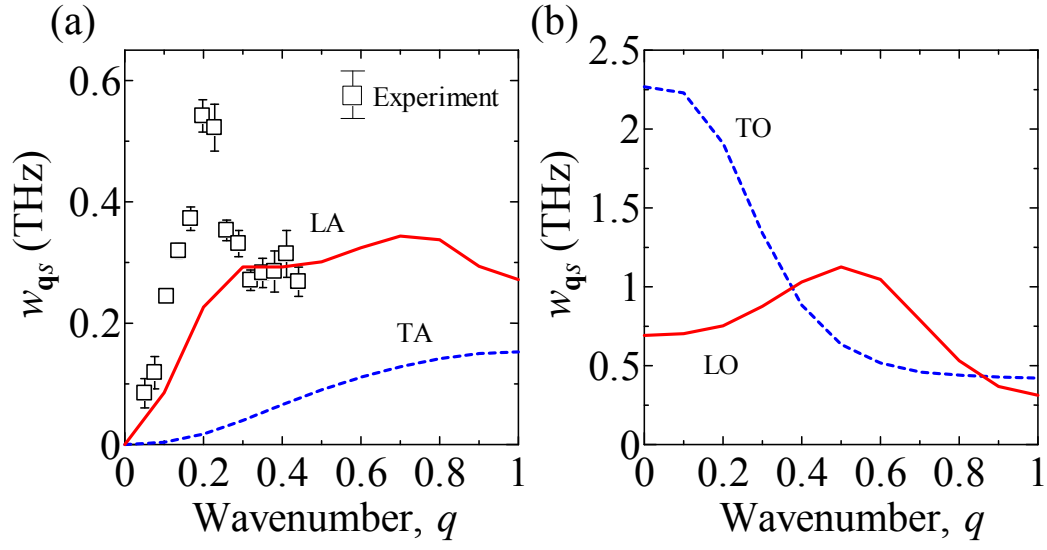 (a)
0.6
0.4
0.2
0
w_qs (THz)
Experiment
LA
TA
0 0.2 0.4 0.6 0.8 1
Wavenumber, q
(b)
2.5
2
1.5
1
0.5
0
w_qs (THz)
TO
LO
0 0.2 0.4 0.6 0.8 1
Wavenumber, q